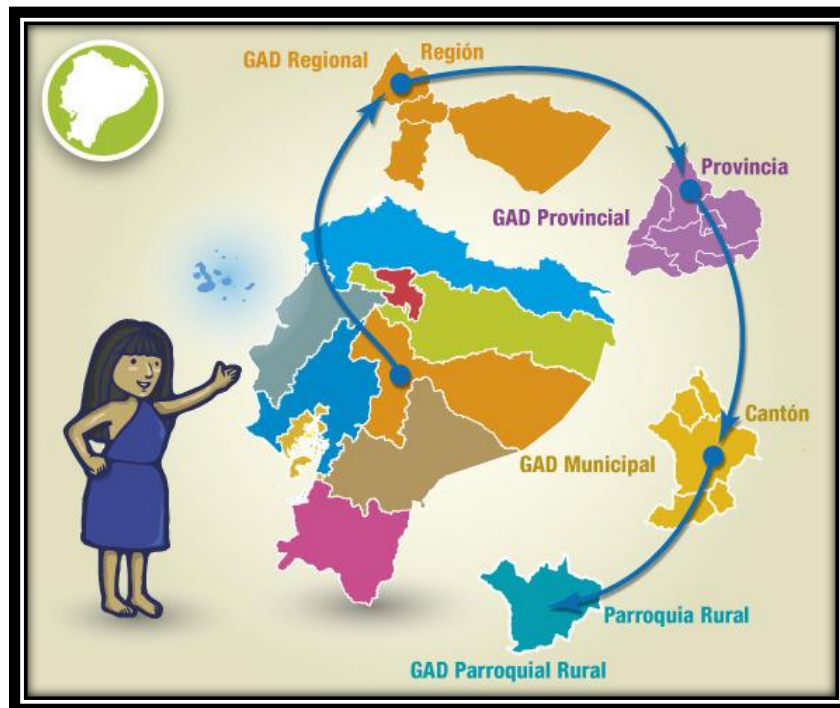 Región
GAD Regional
Provincia
GAD Provincial
Cantón
GAD Municipal
Parroquia Rural
GAD Parroquial Rural